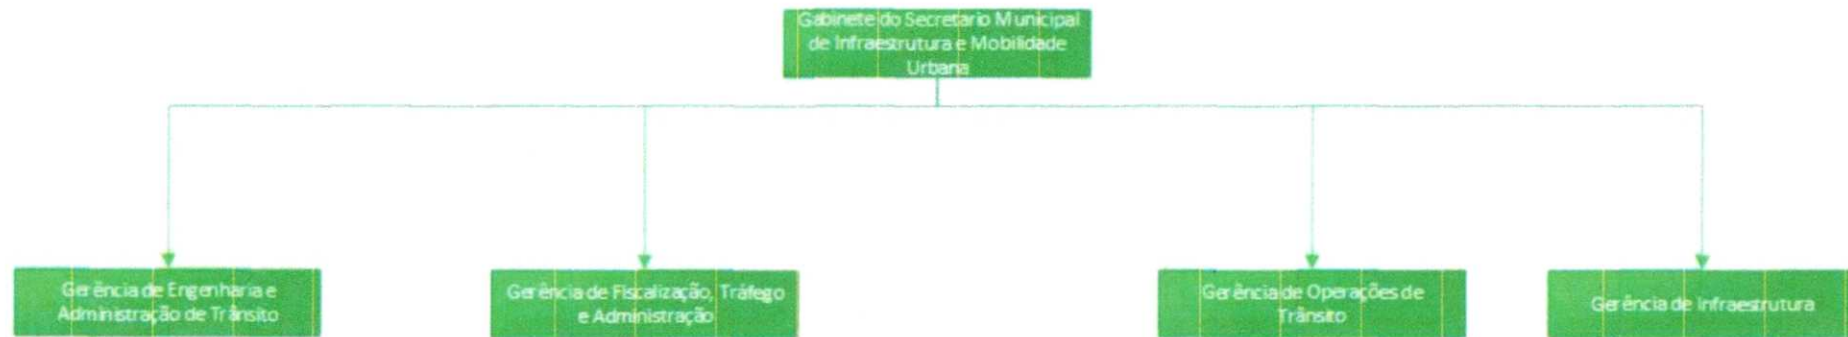 Gabinete do Secretario Municipal
de Infraestrutura e Mobilidade
Urbana
Gerência de Engenharia e
Administração de Trânsito
Gerência de Fiscalização, Tráfego
e Administração
Gerência de Operações de
Trânsito
Gerência de Infraestrutura